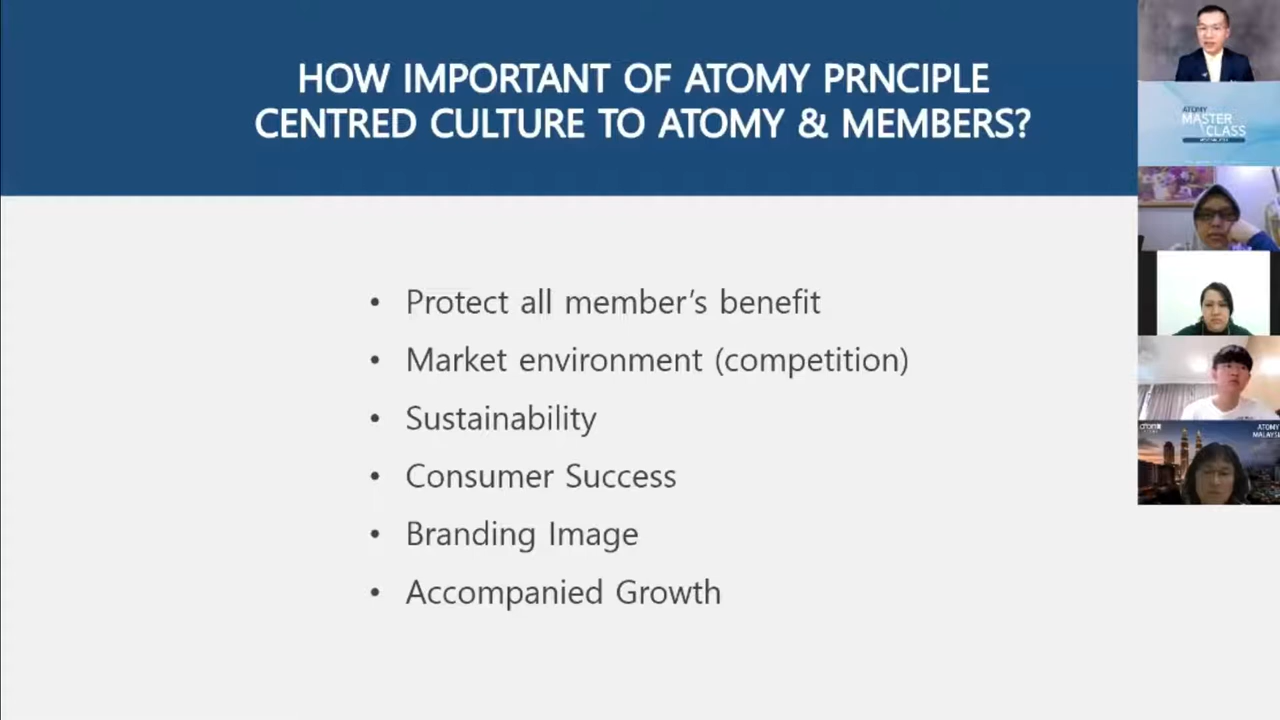 HOW IMPORTANT OF ATOMY PRNCIPLE
CENTRED CULTURE TO ATOMY & MEMBERS?
• Protect all member’s benefit
• Market environment (competition)
• Sustainability
• Consumer Success
• Branding Image
• Accompanied Growth
ATOMY
MASTER
CLASS
ATOMY